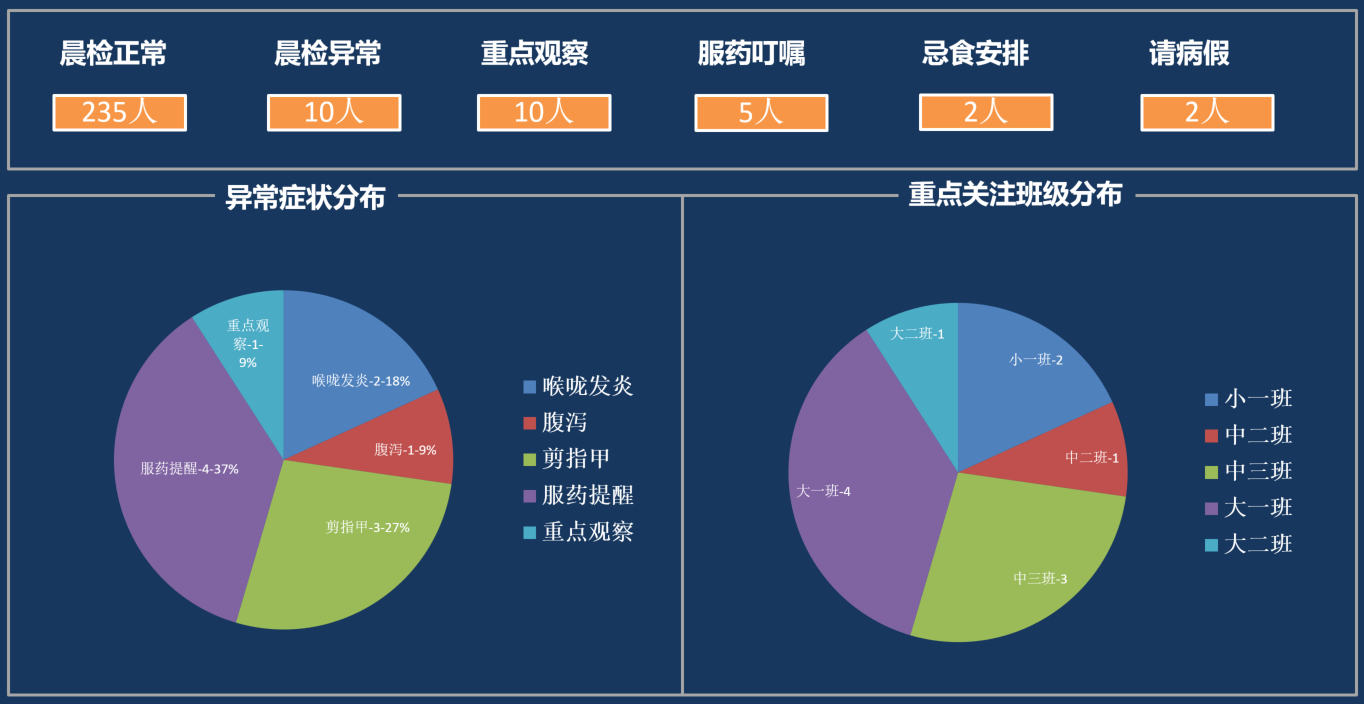 晨检正常
晨检异常
重点观察
服药叮嘱
忌食安排
请病假
235人
10人
10人
5人
2人
2人
异常症状分布
重点观
察-1-
9%
喉咙发炎-2-18%
腹泻-1-9%
服药提醒-4-37%
剪指甲-3-27%
喉咙发炎
腹泻
剪指甲
服药提醒
重点观察
重点关注班级分布
大二班-1
小一班-2
中二班-1
大一班-4
中三班-3
小一班
中二班
中三班
大一班
大二班